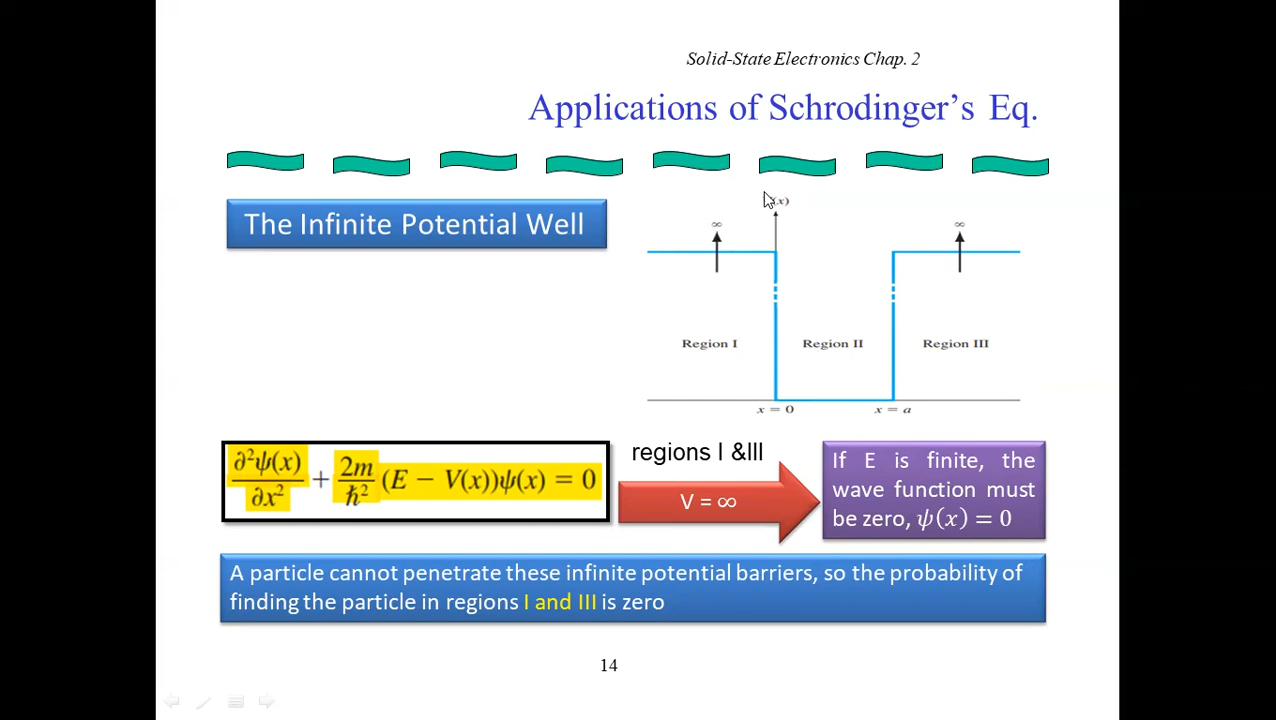 Solid-State Electronics Chap. 2
Applications of Schrodinger's Eq.
The Infinite Potential Well
(x)
∞ ∞
Region I Region II Region III
x = 0 x = a
∂²ψ(x)/∂x² + 2m/ħ² (E − V(x))ψ(x) = 0
regions I &III
V = ∞
If E is finite, the
wave function must
be zero, ψ(x) = 0
A particle cannot penetrate these infinite potential barriers, so the probability of
finding the particle in regions I and III is zero
14